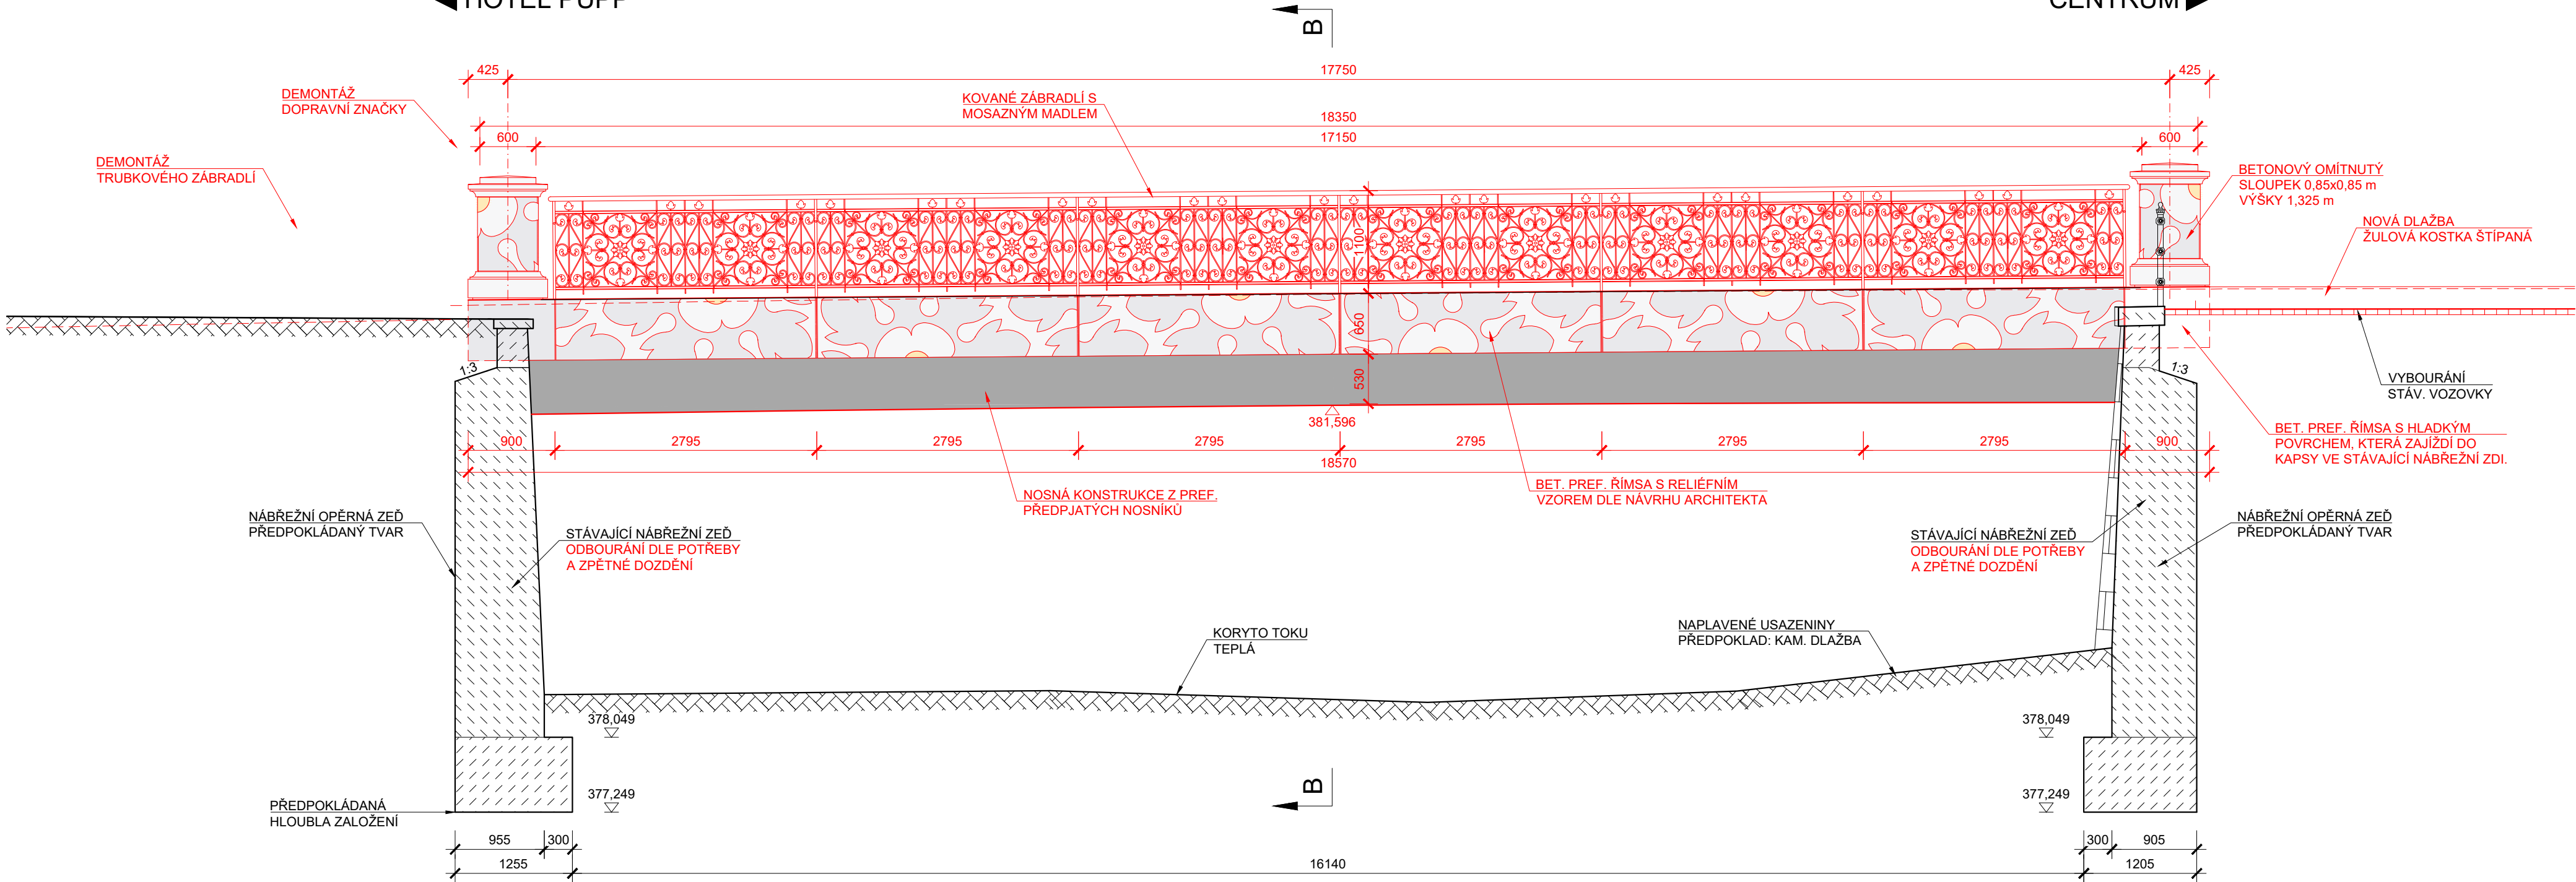 HOTEL PUPP
CENTRUM
B
425
17750
425
DEMONTÁŽ
DOPRAVNÍ ZNAČKY
KOVANÉ ZÁBRADLÍ S
MOSAZNÝM MADLEM
18350
600
17150
600
DEMONTÁŽ
TRUBKOVÉHO ZÁBRADLÍ
BETONOVÝ OMÍTNUTÝ
SLOUPEK 0,85x0,85 m
VÝŠKY 1,325 m
NOVÁ DLAŽBA
ŽULOVÁ KOSTKA ŠTÍPANÁ
1100
650
530
1:3
1:3
381,596
VYBOURÁNÍ
STÁV. VOZOVKY
900
2795
2795
2795
2795
2795
2795
900
18570
BET. PREF. ŘÍMSA S HLADKÝM
POVRCHEM, KTERÁ ZAJÍŽDÍ DO
KAPSY VE STÁVAJÍCÍ NÁBŘEŽNÍ ZDI.
NOSNÁ KONSTRUKCE Z PREF.
PŘEDPJATÝCH NOSNÍKŮ
BET. PREF. ŘÍMSA S RELIÉFNÍM
VZOREM DLE NÁVRHU ARCHITEKTA
NÁBŘEŽNÍ OPĚRNÁ ZEĎ
PŘEDPOKLÁDANÝ TVAR
STÁVAJÍCÍ NÁBŘEŽNÍ ZEĎ
ODBOURÁNÍ DLE POTŘEBY
A ZPĚTNÉ DOZDĚNÍ
STÁVAJÍCÍ NÁBŘEŽNÍ ZEĎ
ODBOURÁNÍ DLE POTŘEBY
A ZPĚTNÉ DOZDĚNÍ
NÁBŘEŽNÍ OPĚRNÁ ZEĎ
PŘEDPOKLÁDANÝ TVAR
KORYTO TOKU
TEPLÁ
NAPLAVENÉ USAZENINY
PŘEDPOKLAD: KAM. DLAŽBA
378,049
378,049
377,249
B
377,249
PŘEDPOKLÁDANÁ
HLOUBLA ZALOŽENÍ
955
300
300
905
1255
16140
1205